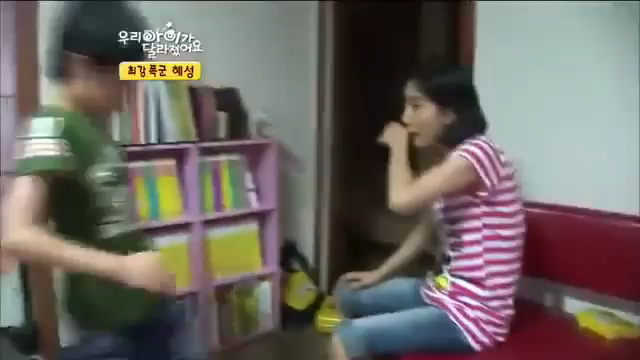 우리 아이가
달라졌어요
최강 폭군 혜성